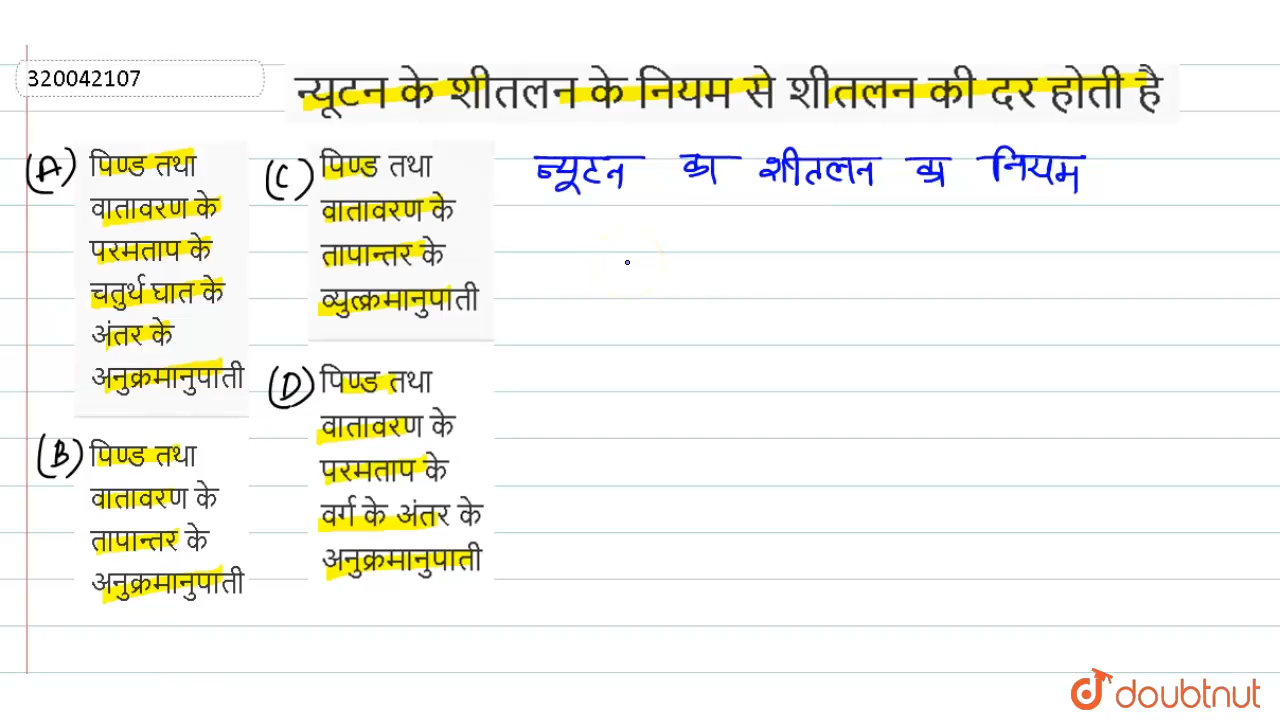 320042107
न्यूटन के शीतलन के नियम से शीतलन की दर होती है
(A) पिण्ड तथा
वातावरण के
परमताप के
चतुर्थ घात के
अंतर के
अनुक्रमानुपाती
(B) पिण्ड तथा
वातावरण के
तापान्तर के
अनुक्रमानुपाती
(C) पिण्ड तथा
वातावरण के
तापान्तर के
व्युत्क्रमानुपाती
(D) पिण्ड तथा
वातावरण के
परमताप के
वर्ग के अंतर के
अनुक्रमानुपाती
न्यूटन का शीतलन का नियम
doubtnut